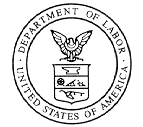 DEPARTMENT OF LABOR
UNITED STATES OF AMERICA